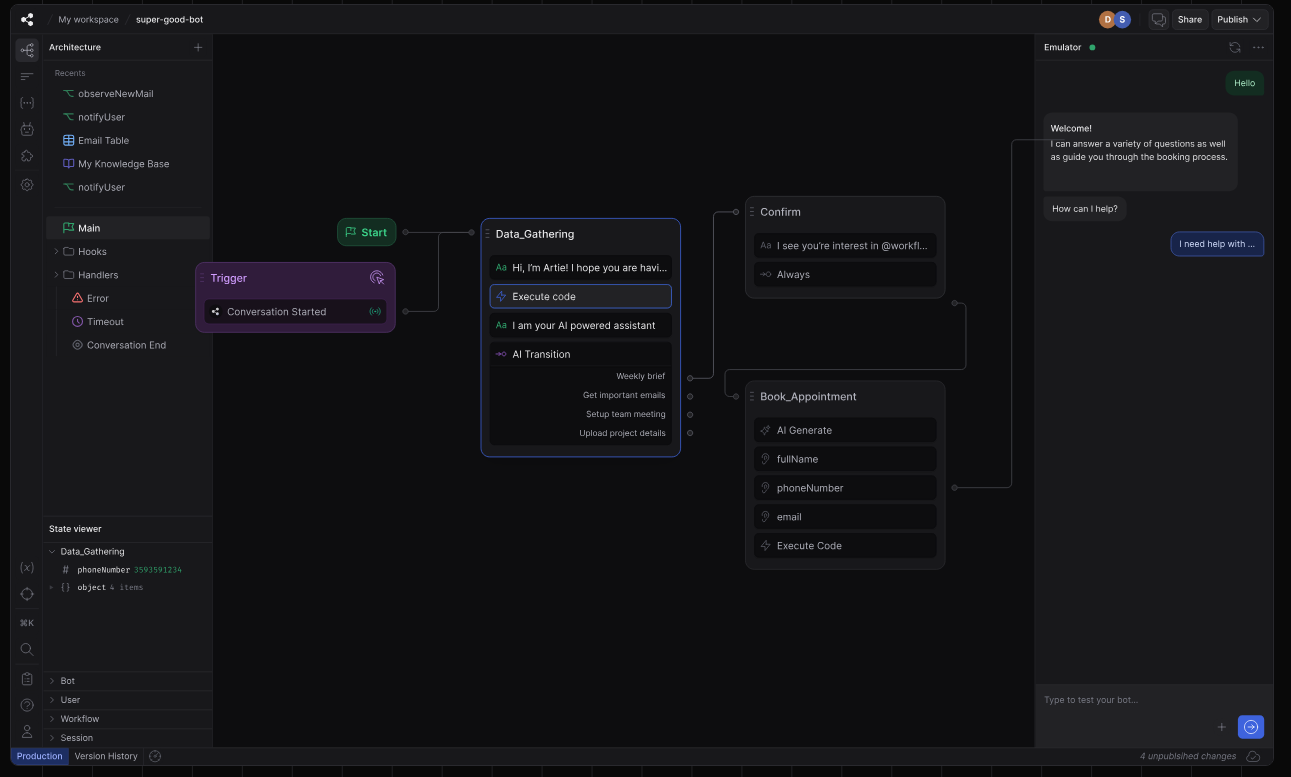 My workspace / super-good-bot
D S
Share
Publish
Architecture
Recents
observeNewMail
notifyUser
Email Table
My Knowledge Base
notifyUser
Main
Hooks
Handlers
Error
Timeout
Conversation End
State viewer
Data_Gathering
# phoneNumber 3593591234
{} object 4 items
(x)
⌘K
Bot
User
Workflow
Session
Production
Version History
Start
Trigger
Conversation Started
Data_Gathering
Aa Hi, I'm Artie! I hope you are havi...
Execute code
Aa I am your AI powered assistant
AI Transition
Weekly brief
Get important emails
Setup team meeting
Upload project details
Confirm
Aa I see you're interest in @workfl...
Always
Book_Appointment
AI Generate
fullName
phoneNumber
email
Execute Code
Emulator
Hello
Welcome!
I can answer a variety of questions as well
as guide you through the booking process.
How can I help?
I need help with ...
Type to test your bot...
4 unpublished changes